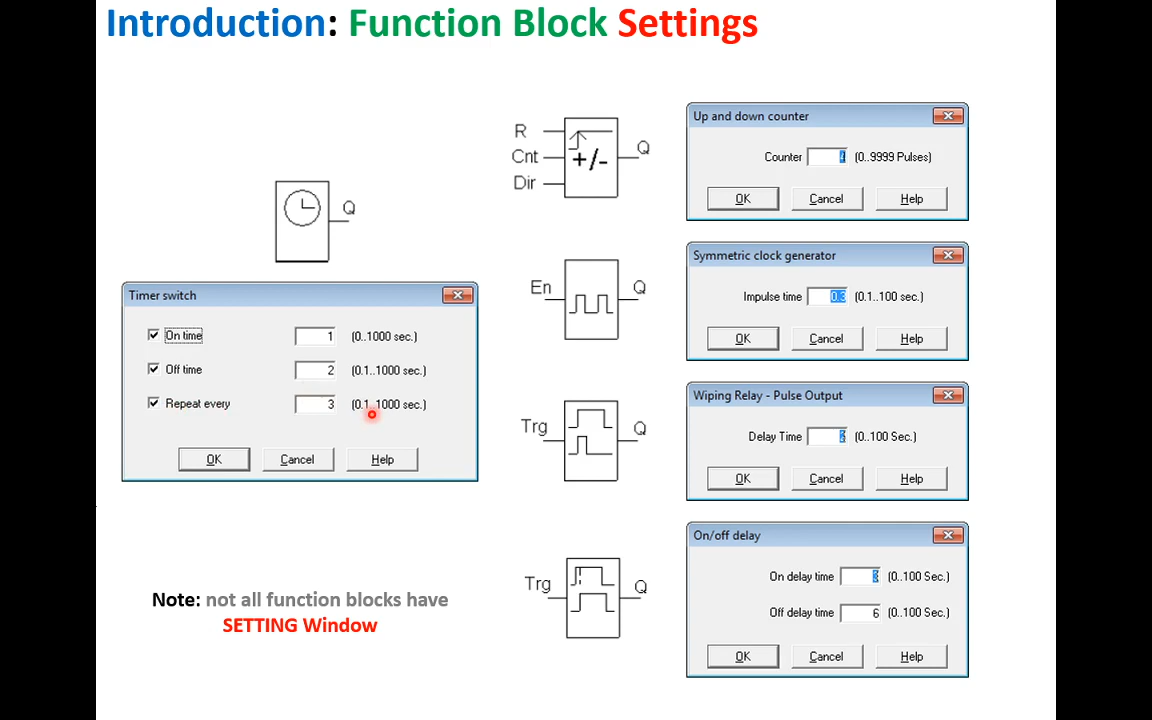 Introduction: Function Block Settings
Q
Timer switch
On time 1 (0..1000 sec.)
Off time 2 (0.1..1000 sec.)
Repeat every 3 (0.1..1000 sec.)
OK Cancel Help
Note: not all function blocks have
SETTING Window
R
Cnt
Dir
+/-
Q
Up and down counter
Counter (0..9999 Pulses)
OK Cancel Help
En Q
Symmetric clock generator
Impulse time 0.3 (0.1..100 sec.)
OK Cancel Help
Trg Q
Wiping Relay - Pulse Output
Delay Time (0..100 Sec.)
OK Cancel Help
Trg Q
On/off delay
On delay time (0..100 Sec.)
Off delay time 6 (0..100 Sec.)
OK Cancel Help